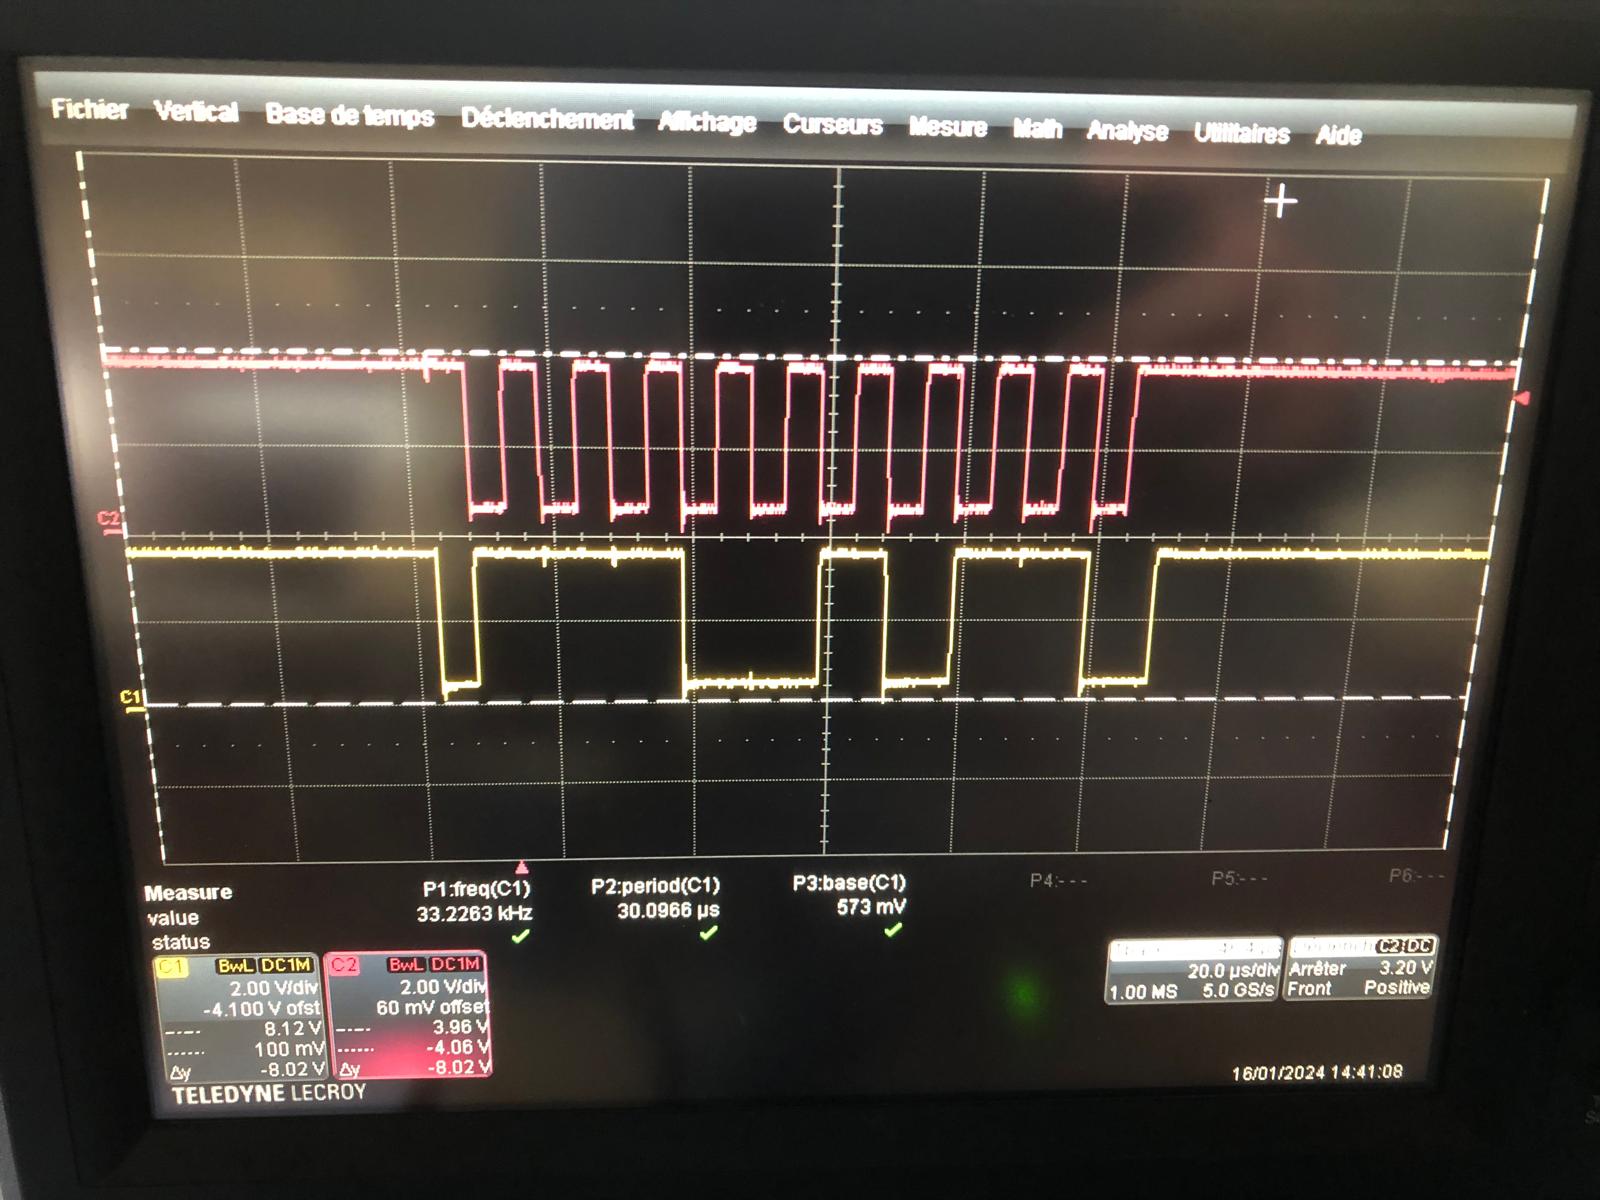 Fichier Vertical Base de temps Déclenchement Affichage Curseurs Mesure Math Analyse Utilitaires Aide
C2
C1
Measure P1:freq(C1) P2:period(C1) P3:base(C1) P4:--- P5:--- P6:---
value 33.2263 kHz 30.0966 µs 573 mV
status
C1 BwL DC1M
2.00 V/div
-4.100 V ofst
8.12 V
100 mV
Δy -8.02 V
C2 BwL DC1M
2.00 V/div
60 mV offset
3.96 V
-4.06 V
Δy -8.02 V
20.0 µs/div
1.00 MS 5.0 GS/s
C2 DC
Arrêter 3.20 V
Front Positive
TELEDYNE LECROY
16/01/2024 14:41:08